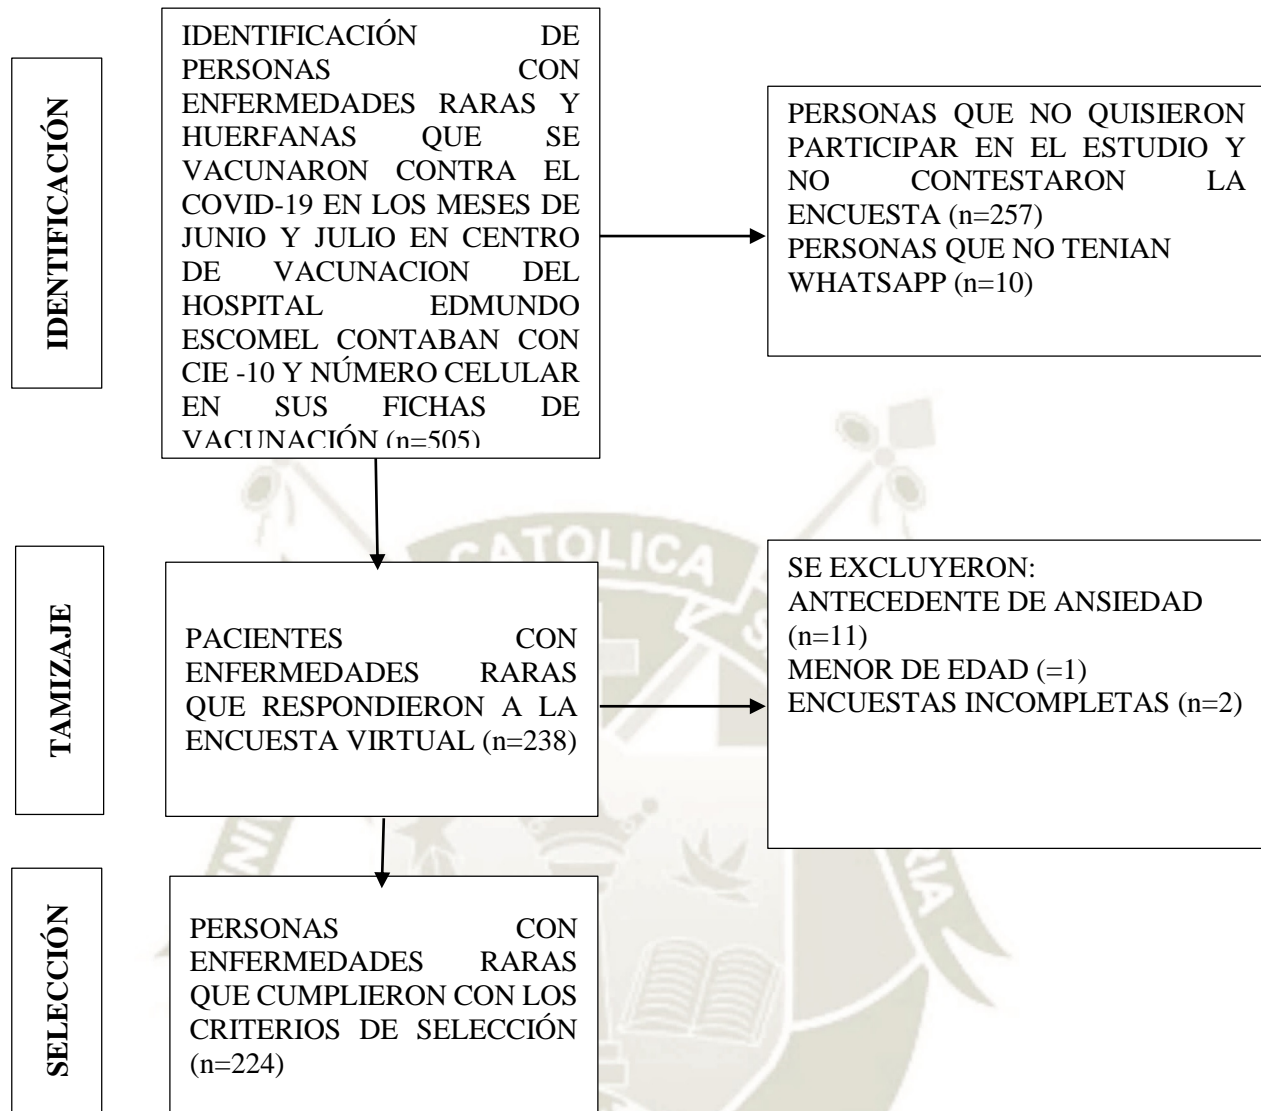 IDENTIFICACIÓN
IDENTIFICACIÓN DE
PERSONAS CON
ENFERMEDADES RARAS Y
HUERFANAS QUE SE
VACUNARON CONTRA EL
COVID-19 EN LOS MESES DE
JUNIO Y JULIO EN CENTRO
DE VACUNACION DEL
HOSPITAL EDMUNDO
ESCOMEL CONTABAN CON
CIE -10 Y NÚMERO CELULAR
EN SUS FICHAS DE
VACUNACIÓN (n=505)
PERSONAS QUE NO QUISIERON
PARTICIPAR EN EL ESTUDIO Y
NO CONTESTARON LA
ENCUESTA (n=257)
PERSONAS QUE NO TENIAN
WHATSAPP (n=10)
TAMIZAJE
PACIENTES CON
ENFERMEDADES RARAS
QUE RESPONDIERON A LA
ENCUESTA VIRTUAL (n=238)
SE EXCLUYERON:
ANTECEDENTE DE ANSIEDAD
(n=11)
MENOR DE EDAD (=1)
ENCUESTAS INCOMPLETAS (n=2)
SELECCIÓN
PERSONAS CON
ENFERMEDADES RARAS
QUE CUMPLIERON CON LOS
CRITERIOS DE SELECCIÓN
(n=224)
CATOLICA